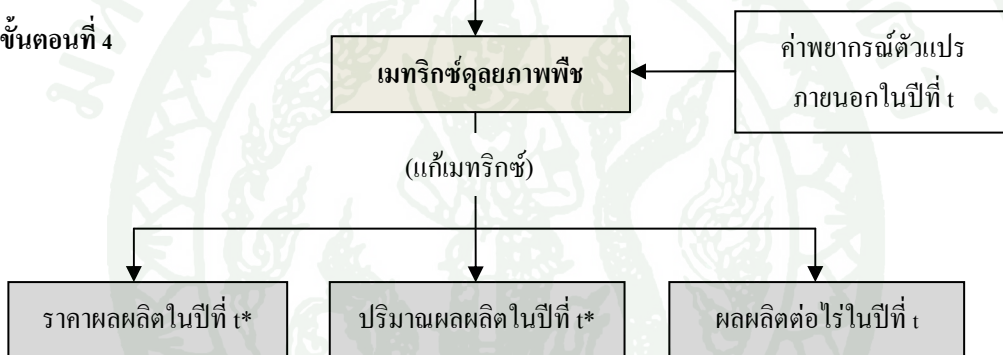 ขั้นตอนที่ 4
เมทริกซ์ดุลยภาพพืช
ค่าพยากรณ์ตัวแปร
ภายนอกในปีที่ t
(แก้เมทริกซ์)
ราคาผลผลิตในปีที่ t*
ปริมาณผลผลิตในปีที่ t*
ผลผลิตต่อไร่ในปีที่ t